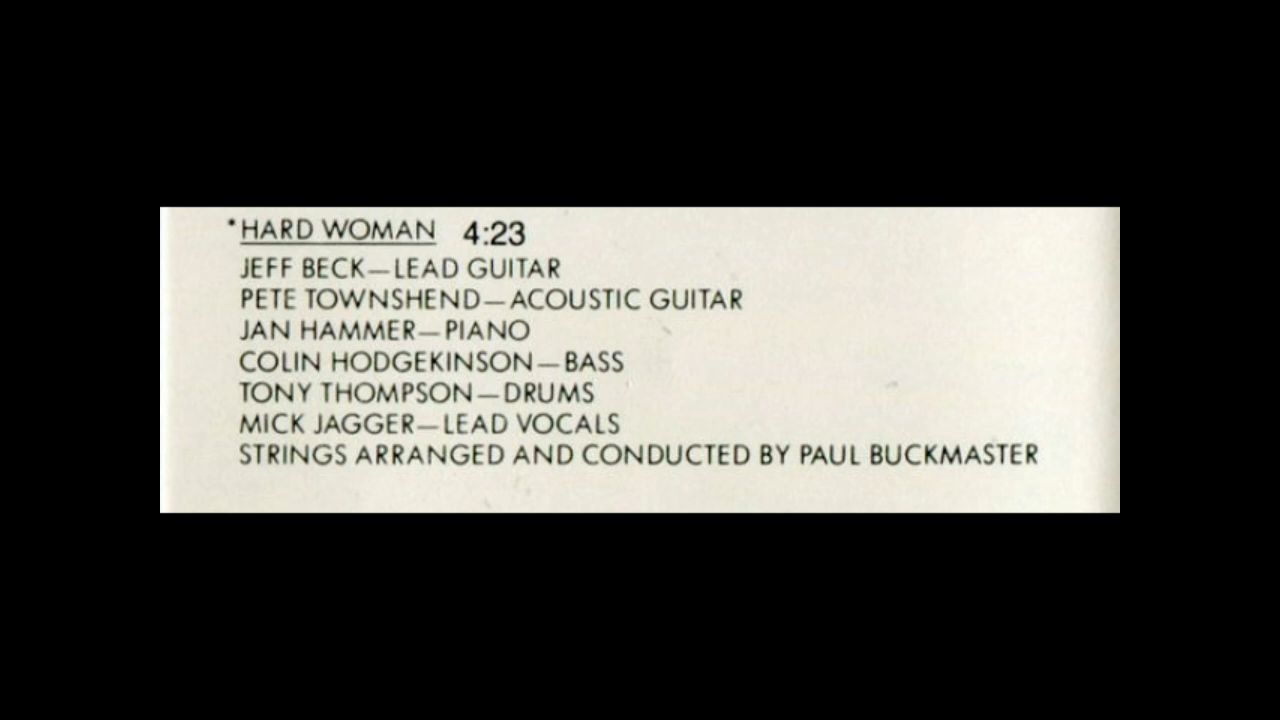 *HARD WOMAN 4:23
JEFF BECK—LEAD GUITAR
PETE TOWNSHEND—ACOUSTIC GUITAR
JAN HAMMER—PIANO
COLIN HODGEKINSON—BASS
TONY THOMPSON—DRUMS
MICK JAGGER—LEAD VOCALS
STRINGS ARRANGED AND CONDUCTED BY PAUL BUCKMASTER